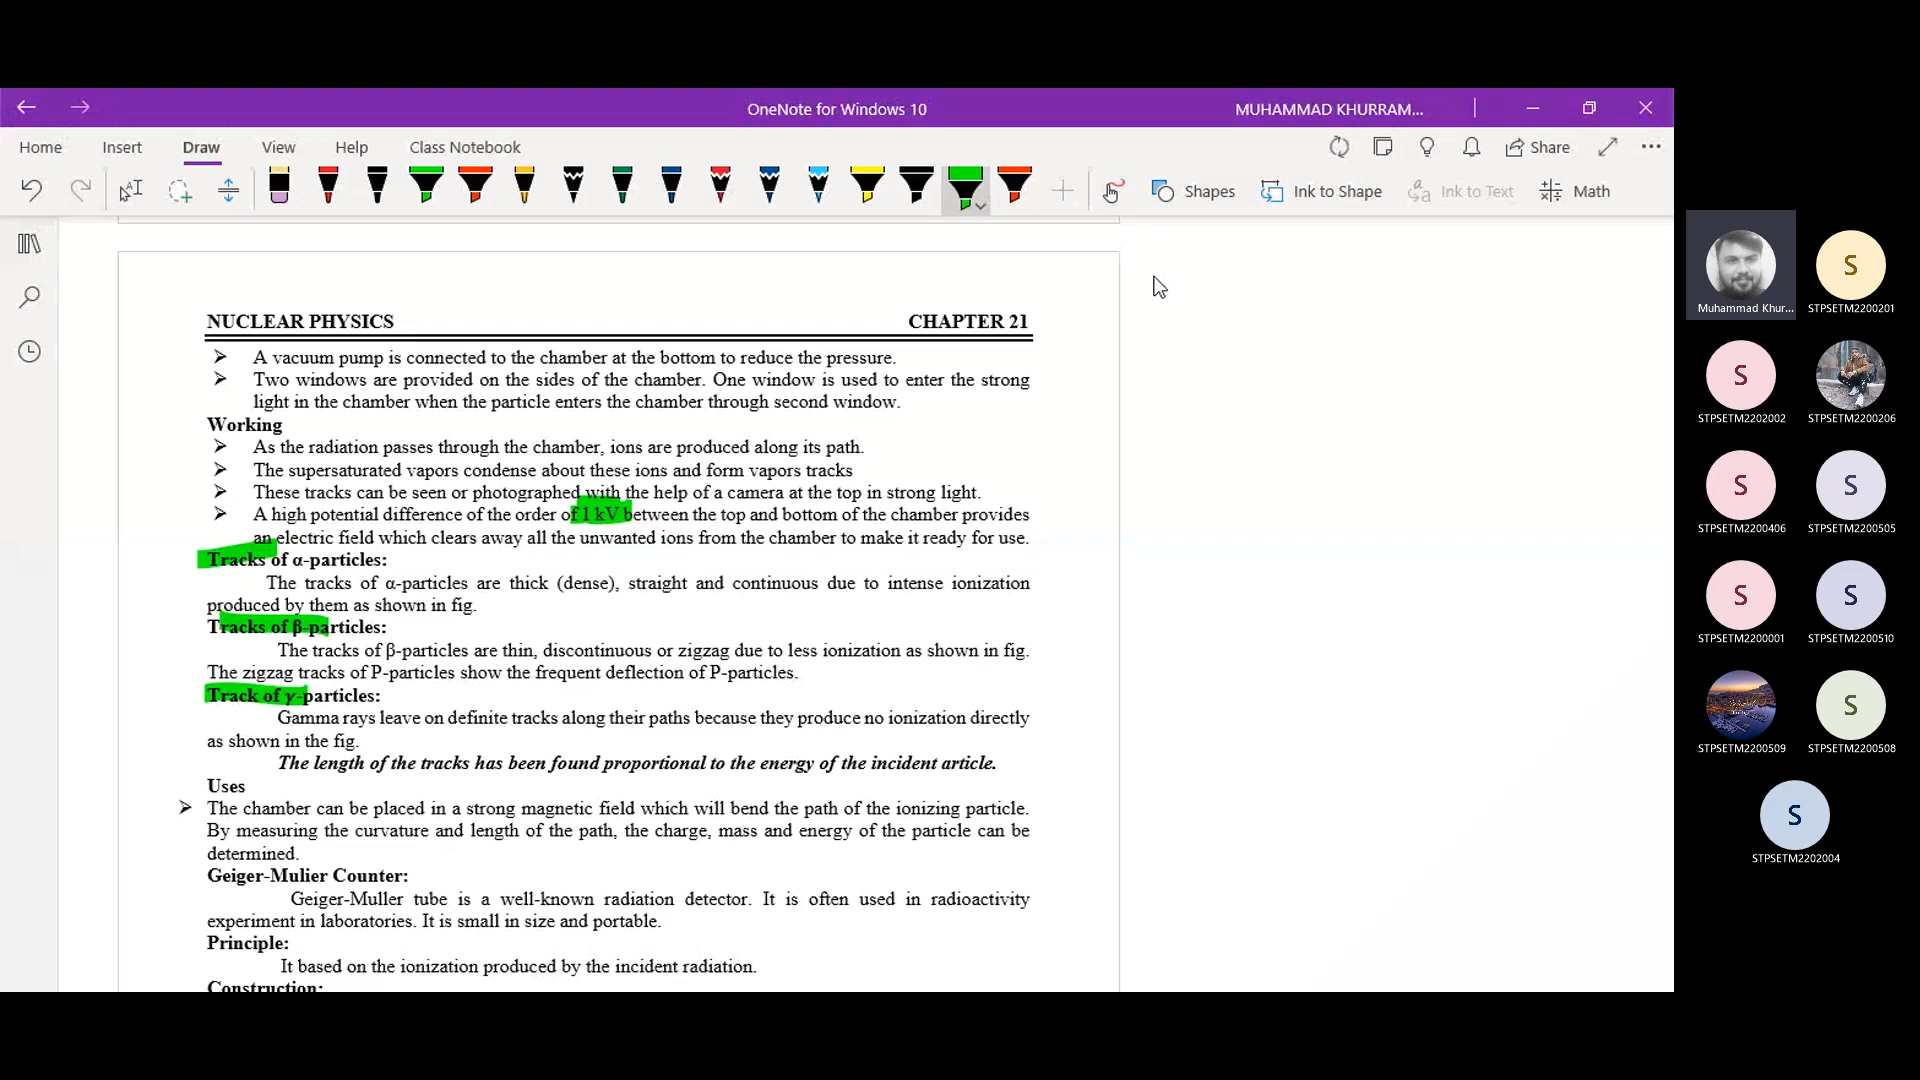 OneNote for Windows 10
MUHAMMAD KHURRAM...
Home Insert Draw View Help Class Notebook
Share
Shapes Ink to Shape Ink to Text Math
NUCLEAR PHYSICS CHAPTER 21
➢ A vacuum pump is connected to the chamber at the bottom to reduce the pressure.
➢ Two windows are provided on the sides of the chamber. One window is used to enter the strong
light in the chamber when the particle enters the chamber through second window.
Working
➢ As the radiation passes through the chamber, ions are produced along its path.
➢ The supersaturated vapors condense about these ions and form vapors tracks
➢ These tracks can be seen or photographed with the help of a camera at the top in strong light.
➢ A high potential difference of the order of 1 kV between the top and bottom of the chamber provides
an electric field which clears away all the unwanted ions from the chamber to make it ready for use.
Tracks of α-particles:
The tracks of α-particles are thick (dense), straight and continuous due to intense ionization
produced by them as shown in fig.
Tracks of β-particles:
The tracks of β-particles are thin, discontinuous or zigzag due to less ionization as shown in fig.
The zigzag tracks of P-particles show the frequent deflection of P-particles.
Track of γ-particles:
Gamma rays leave on definite tracks along their paths because they produce no ionization directly
as shown in the fig.
The length of the tracks has been found proportional to the energy of the incident article.
Uses
➢ The chamber can be placed in a strong magnetic field which will bend the path of the ionizing particle.
By measuring the curvature and length of the path, the charge, mass and energy of the particle can be
determined.
Geiger-Mulier Counter:
Geiger-Muller tube is a well-known radiation detector. It is often used in radioactivity
experiment in laboratories. It is small in size and portable.
Principle:
It based on the ionization produced by the incident radiation.
Construction:
Muhammad Khur...
S
STPSETM2200201
S
STPSETM2202002
STPSETM2200206
S
STPSETM2200406
S
STPSETM2200505
S
STPSETM2200001
S
STPSETM2200510
STPSETM2200509
S
STPSETM2200508
S
STPSETM2202004